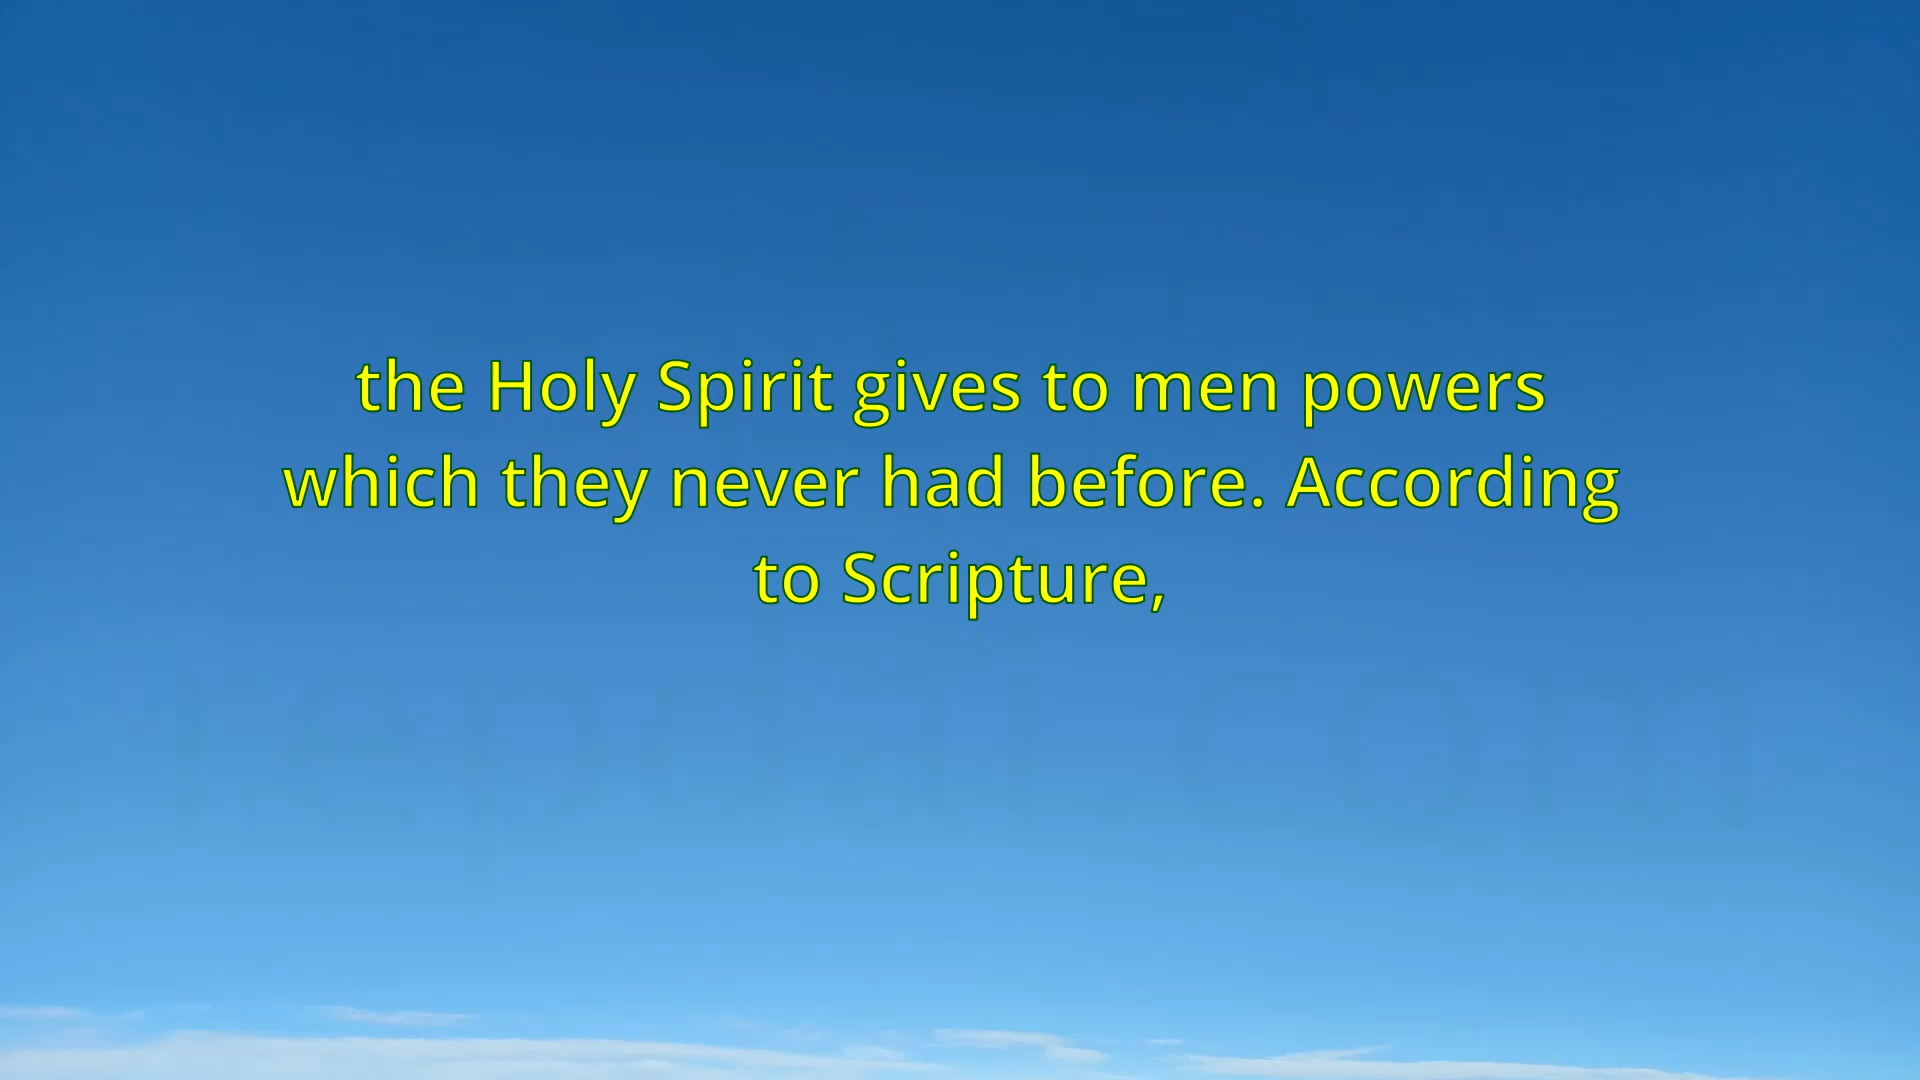 the Holy Spirit gives to men powers
which they never had before. According
to Scripture,